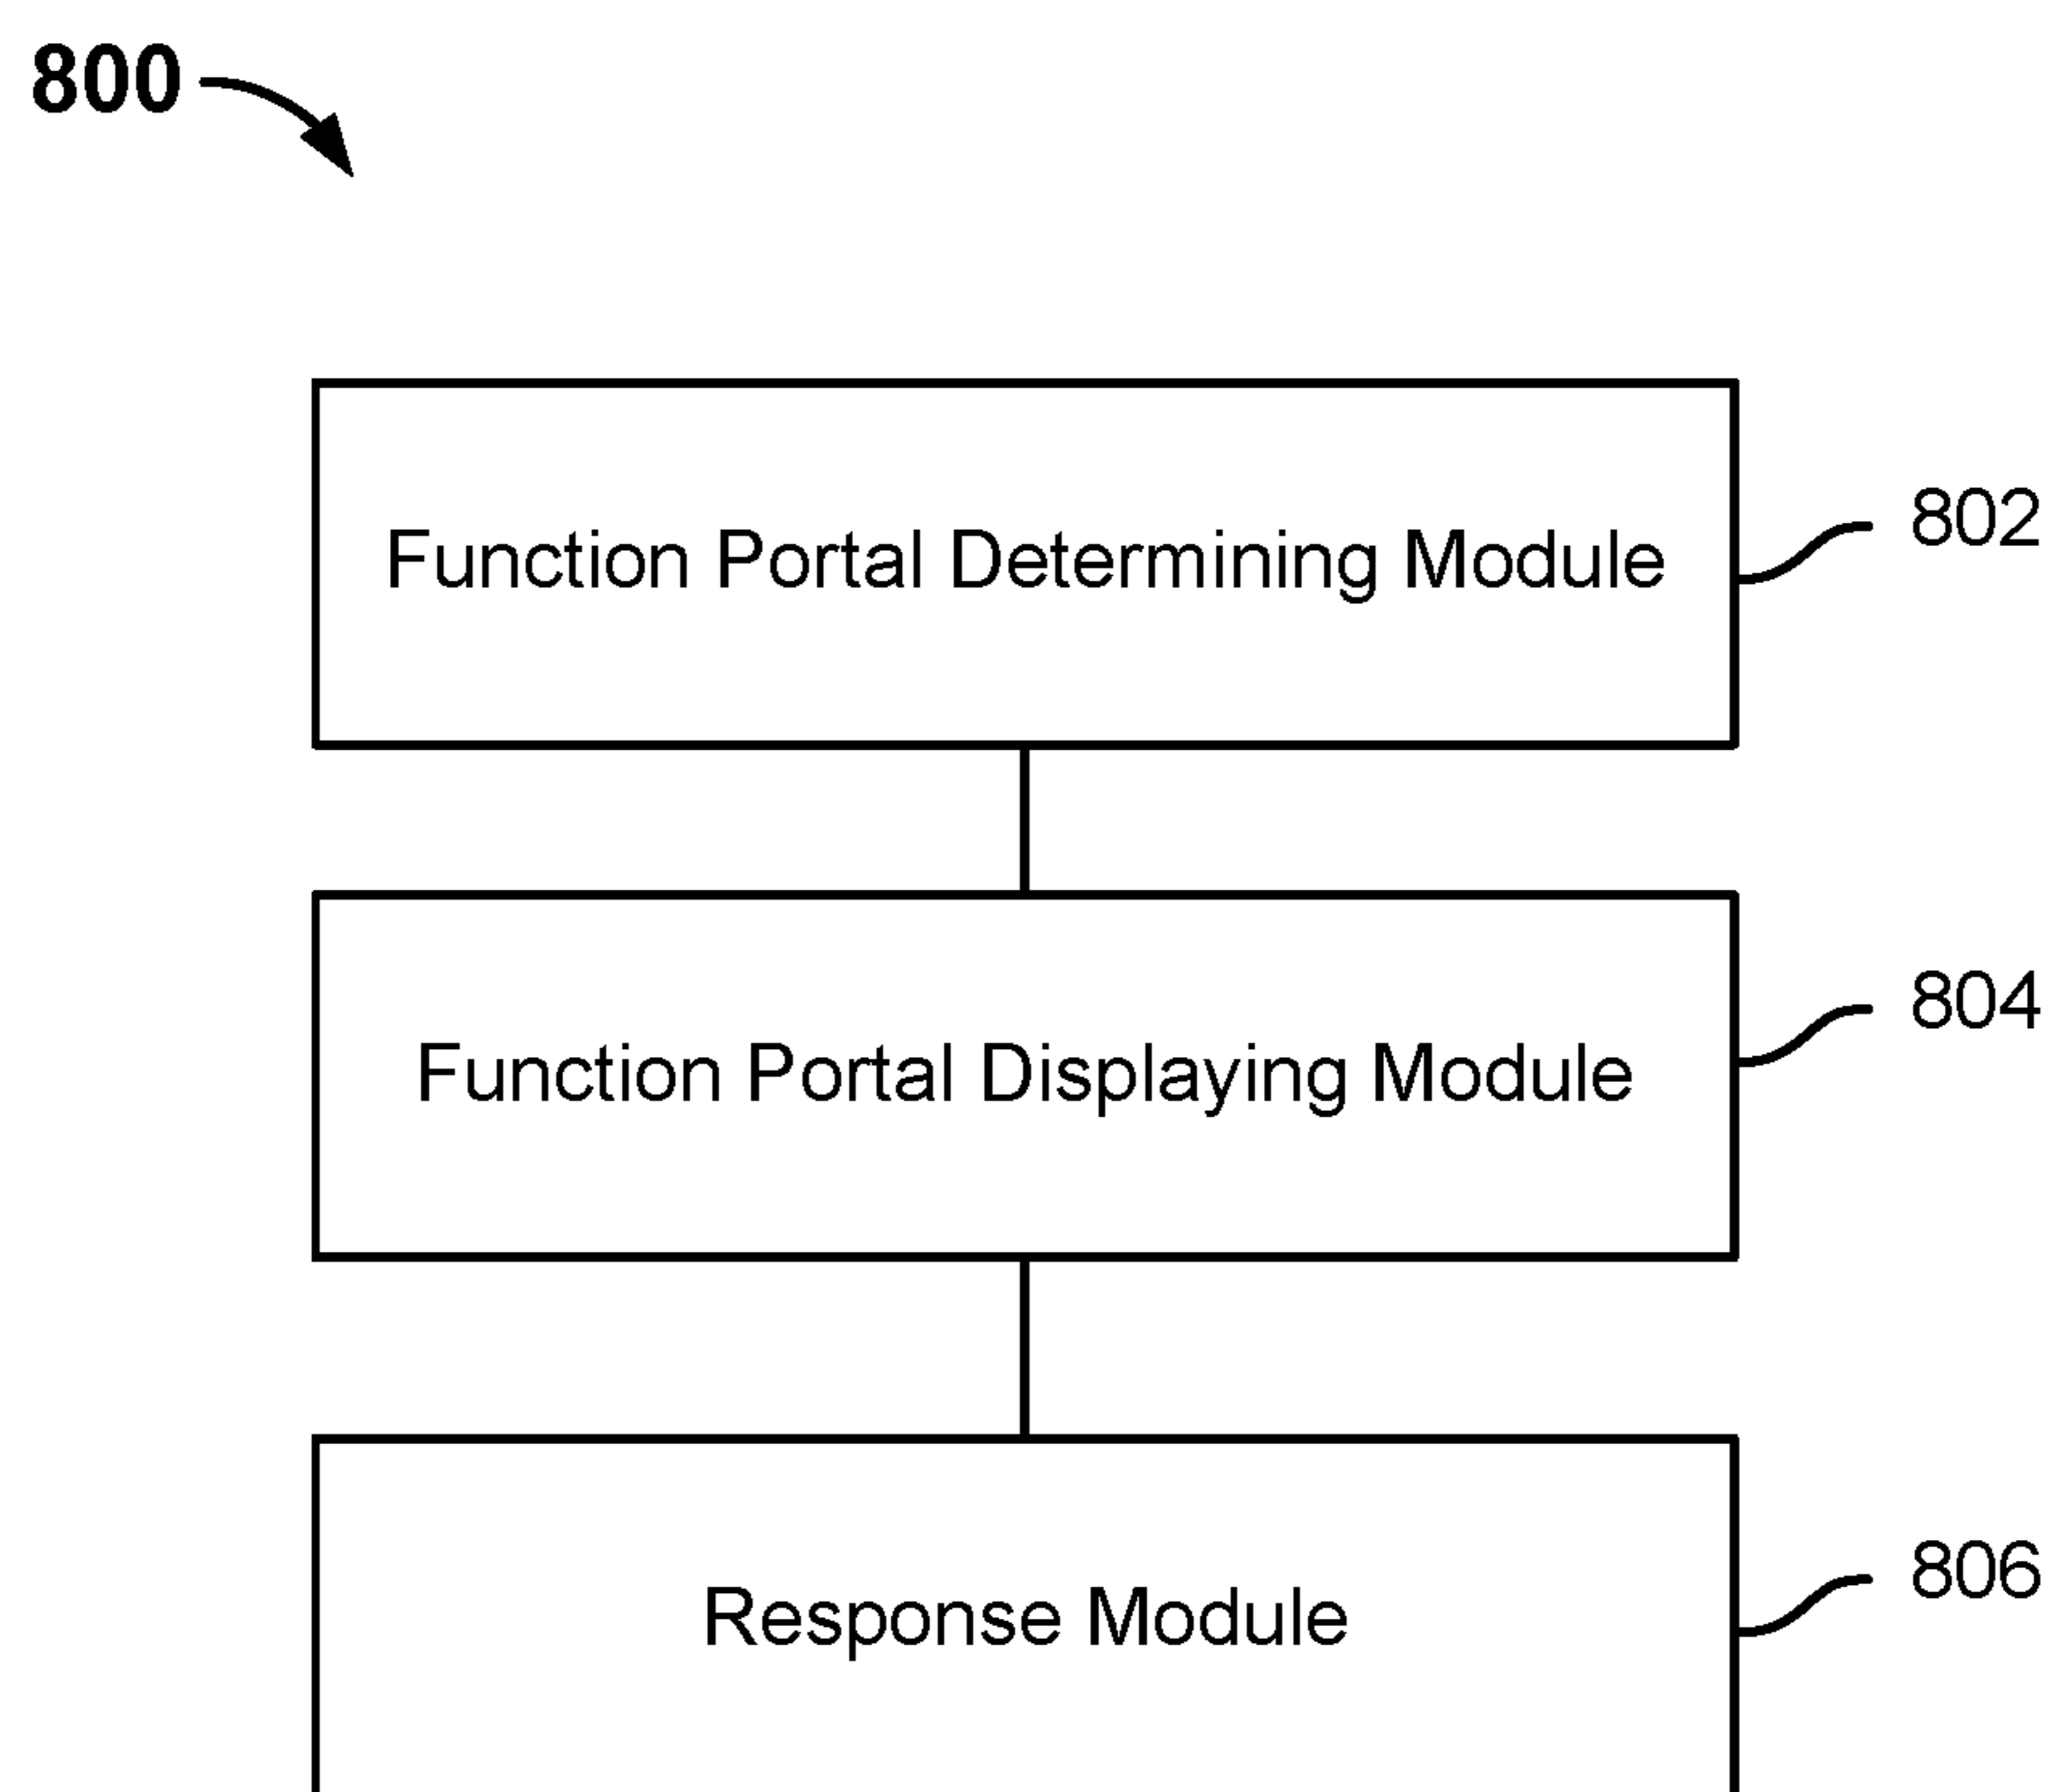 800
Function Portal Determining Module
802
Function Portal Displaying Module
804
Response Module
806